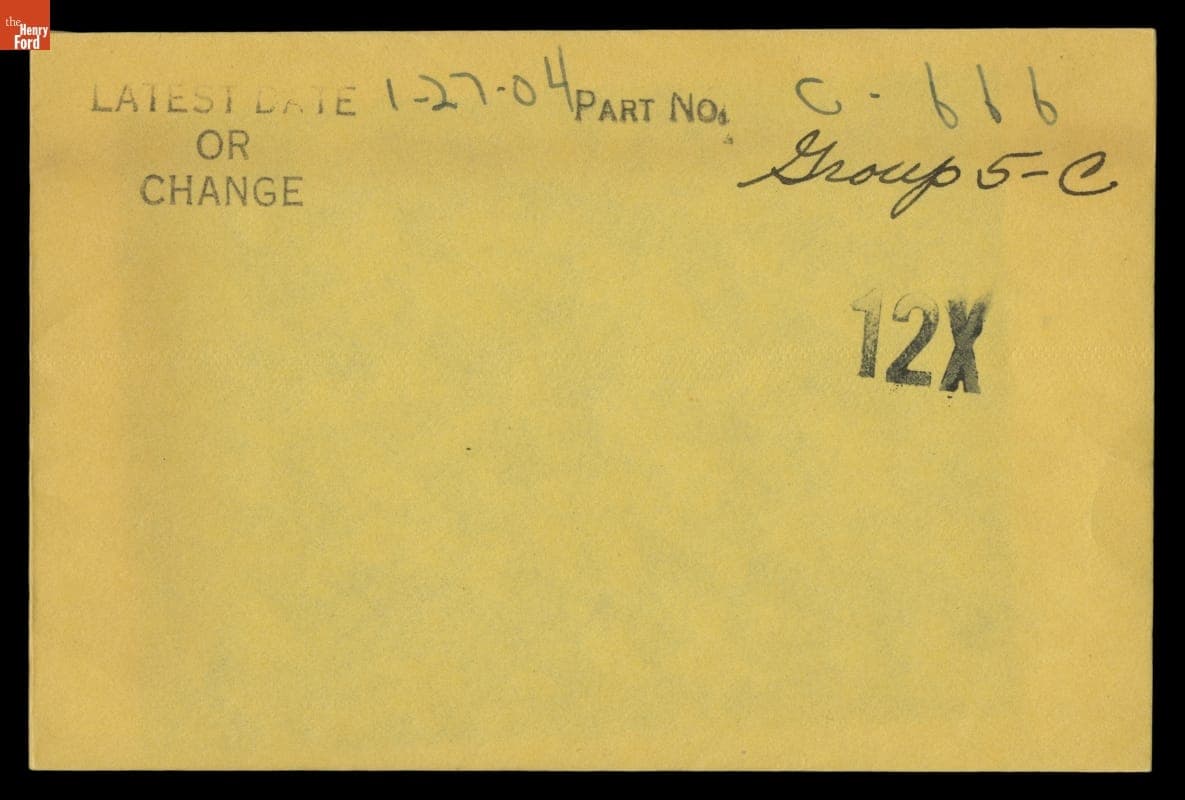 the
Henry
Ford
LATEST DATE 1-27-04 PART NO. C-666
OR
CHANGE
Group 5-C
12X